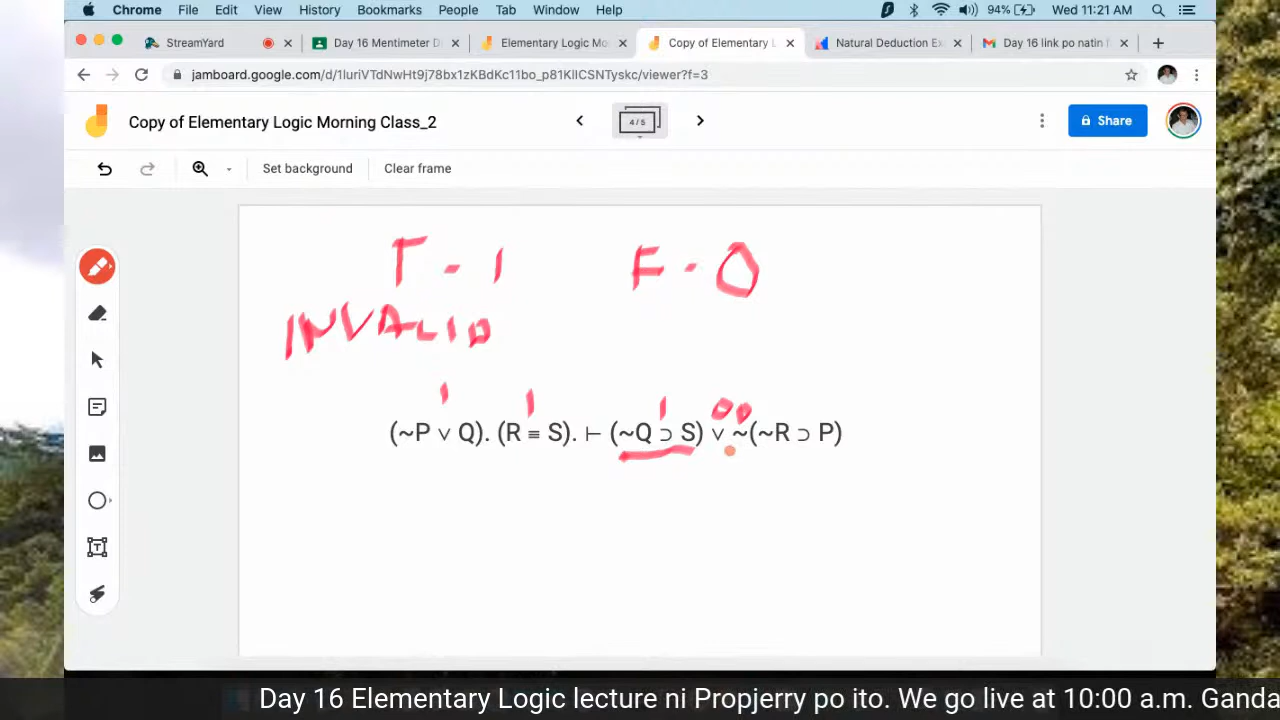 Chrome File Edit View History Bookmarks People Tab Window Help 94% Wed 11:21 AM
StreamYard Day 16 Mentimeter D Elementary Logic Mo Copy of Elementary L Natural Deduction Ex Day 16 link po natin f
jamboard.google.com/d/1luriVTdNwHt9j78bx1zKBdKc11bo_p81KlICSNTyskc/viewer?f=3
Copy of Elementary Logic Morning Class_2 4 / 5 Share
Set background Clear frame
T - 1 F - 0
INVALID
1 1 1 0 0
(~P ∨ Q). (R ≡ S). ⊢ (~Q ⊃ S) ∨ ~(~R ⊃ P)
Day 16 Elementary Logic lecture ni Propjerry po ito. We go live at 10:00 a.m. Ganda